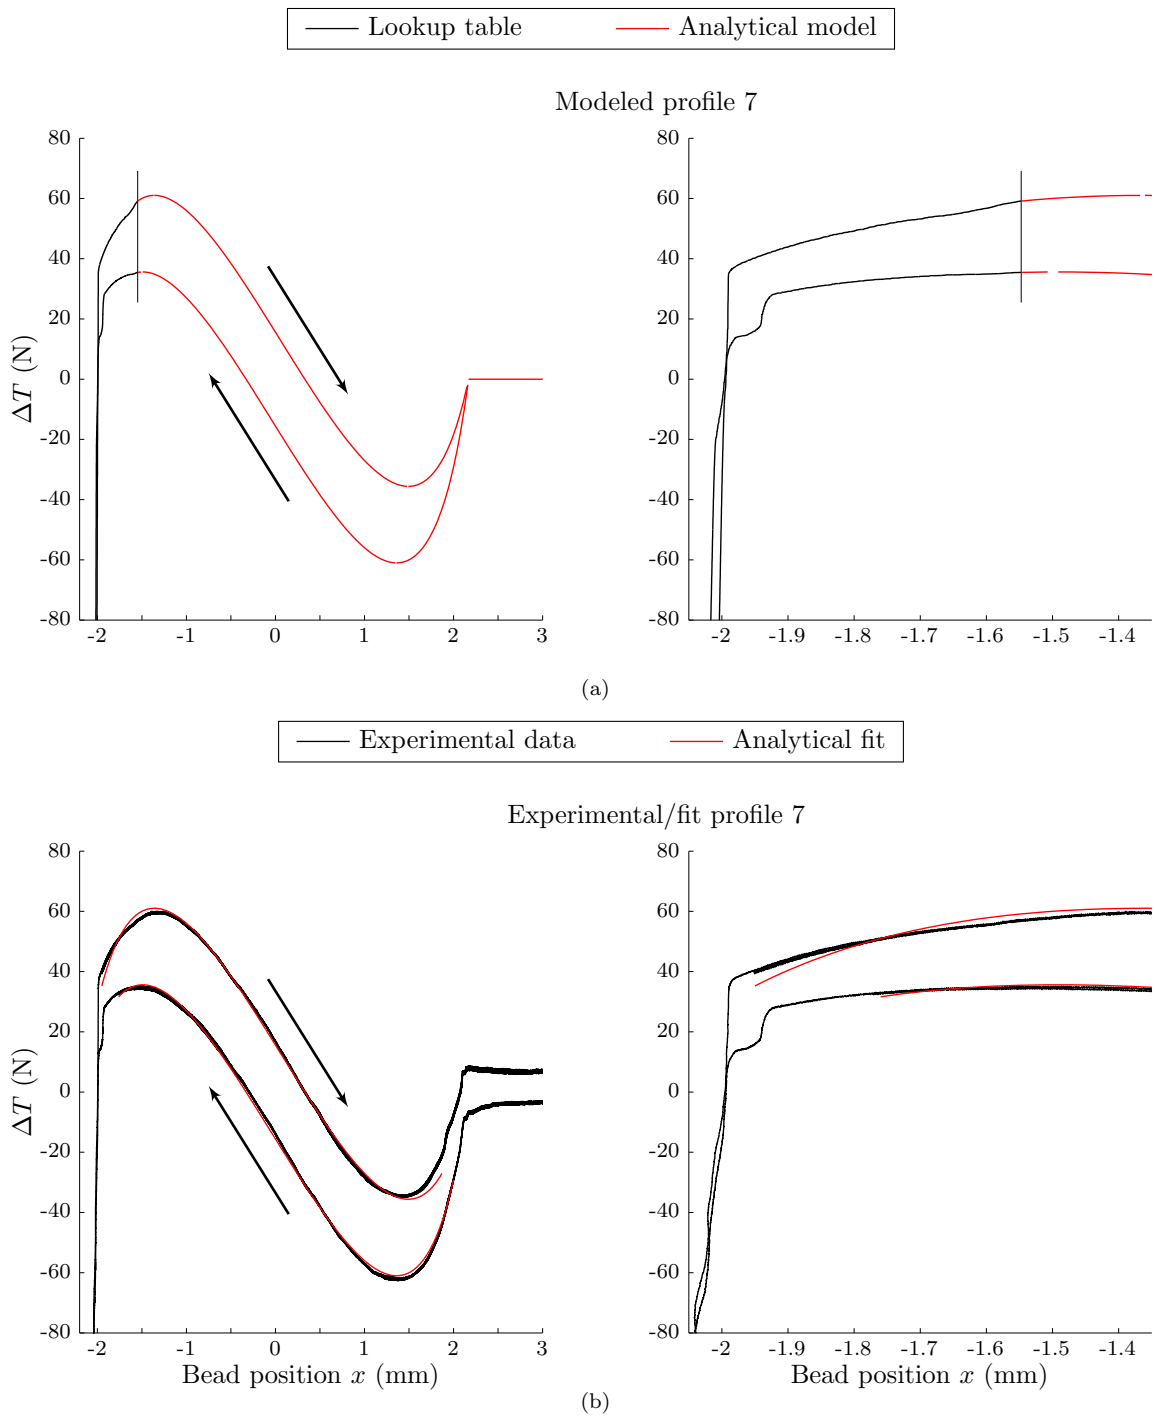 Lookup table Analytical model
Modeled profile 7
80 80
60 60
40 40
20 20
0 0
-20 -20
-40 -40
-60 -60
-80 -80
ΔT (N)
-2 -1 0 1 2 3 -2 -1.9 -1.8 -1.7 -1.6 -1.5 -1.4
(a)
Experimental data Analytical fit
Experimental/fit profile 7
80 80
60 60
40 40
20 20
0 0
-20 -20
-40 -40
-60 -60
-80 -80
ΔT (N)
-2 -1 0 1 2 3 -2 -1.9 -1.8 -1.7 -1.6 -1.5 -1.4
Bead position x (mm) Bead position x (mm)
(b)